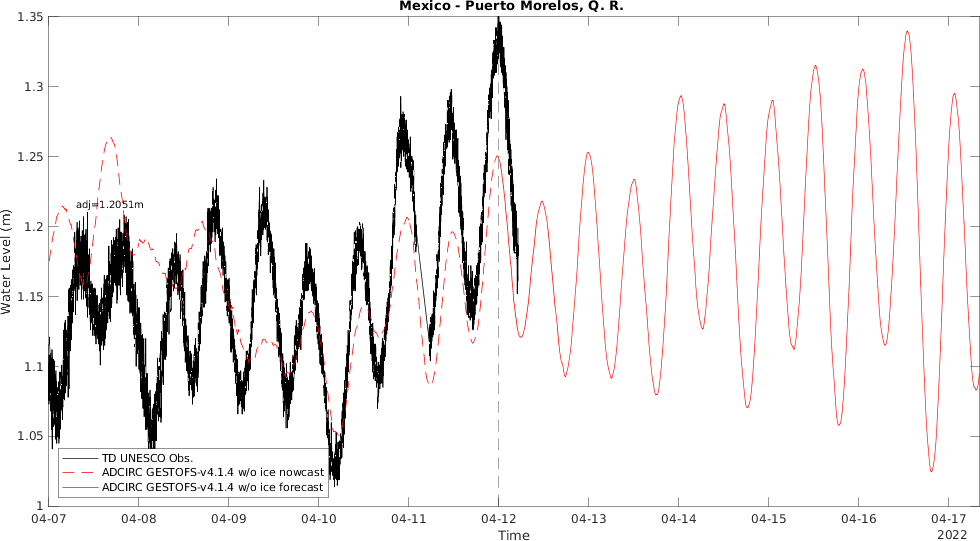 Mexico - Puerto Morelos, Q. R.
Water Level (m)
1.35
1.3
1.25
1.2
1.15
1.1
1.05
1
adj=1.2051m
TD UNESCO Obs.
ADCIRC GESTOFS-v4.1.4 w/o ice nowcast
ADCIRC GESTOFS-v4.1.4 w/o ice forecast
04-07 04-08 04-09 04-10 04-11 04-12 04-13 04-14 04-15 04-16 04-17
Time
2022